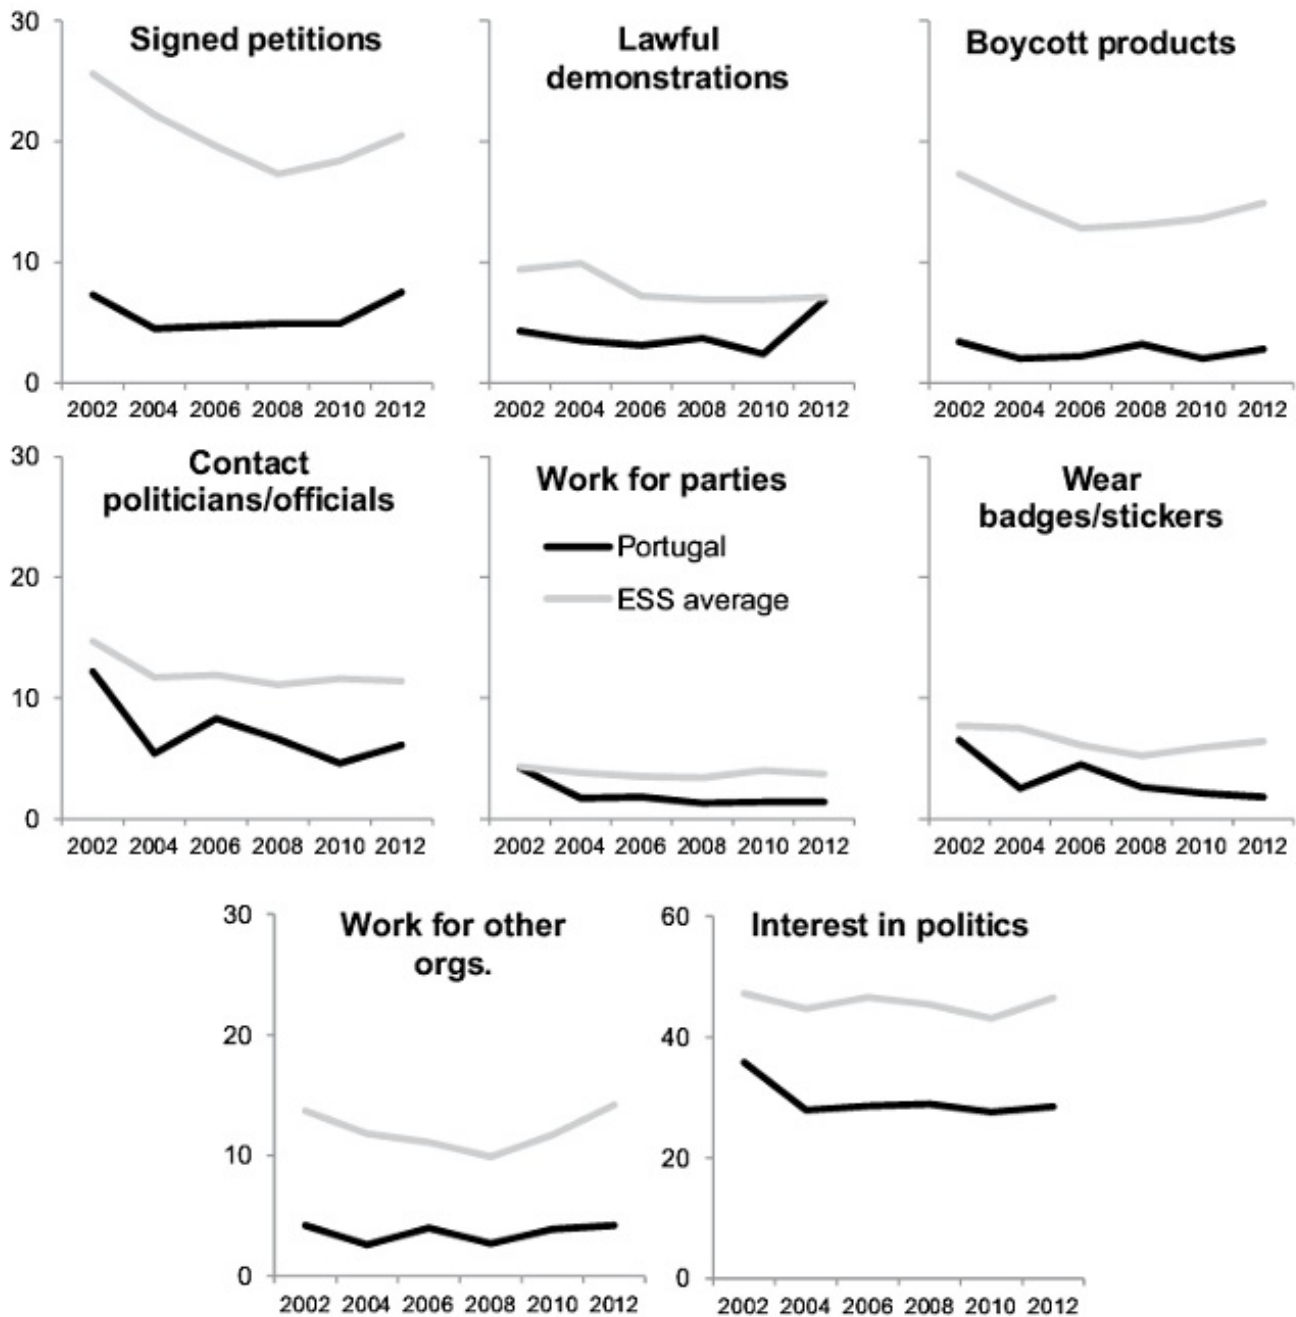 Signed petitions
30
20
10
0
2002 2004 2006 2008 2010 2012
Lawful
demonstrations
2002 2004 2006 2008 2010 2012
Boycott products
2002 2004 2006 2008 2010 2012
Contact
politicians/officials
30
20
10
0
2002 2004 2006 2008 2010 2012
Work for parties
Portugal
ESS average
2002 2004 2006 2008 2010 2012
Wear
badges/stickers
2002 2004 2006 2008 2010 2012
Work for other
orgs.
30
20
10
0
2002 2004 2006 2008 2010 2012
Interest in politics
60
40
20
0
2002 2004 2006 2008 2010 2012